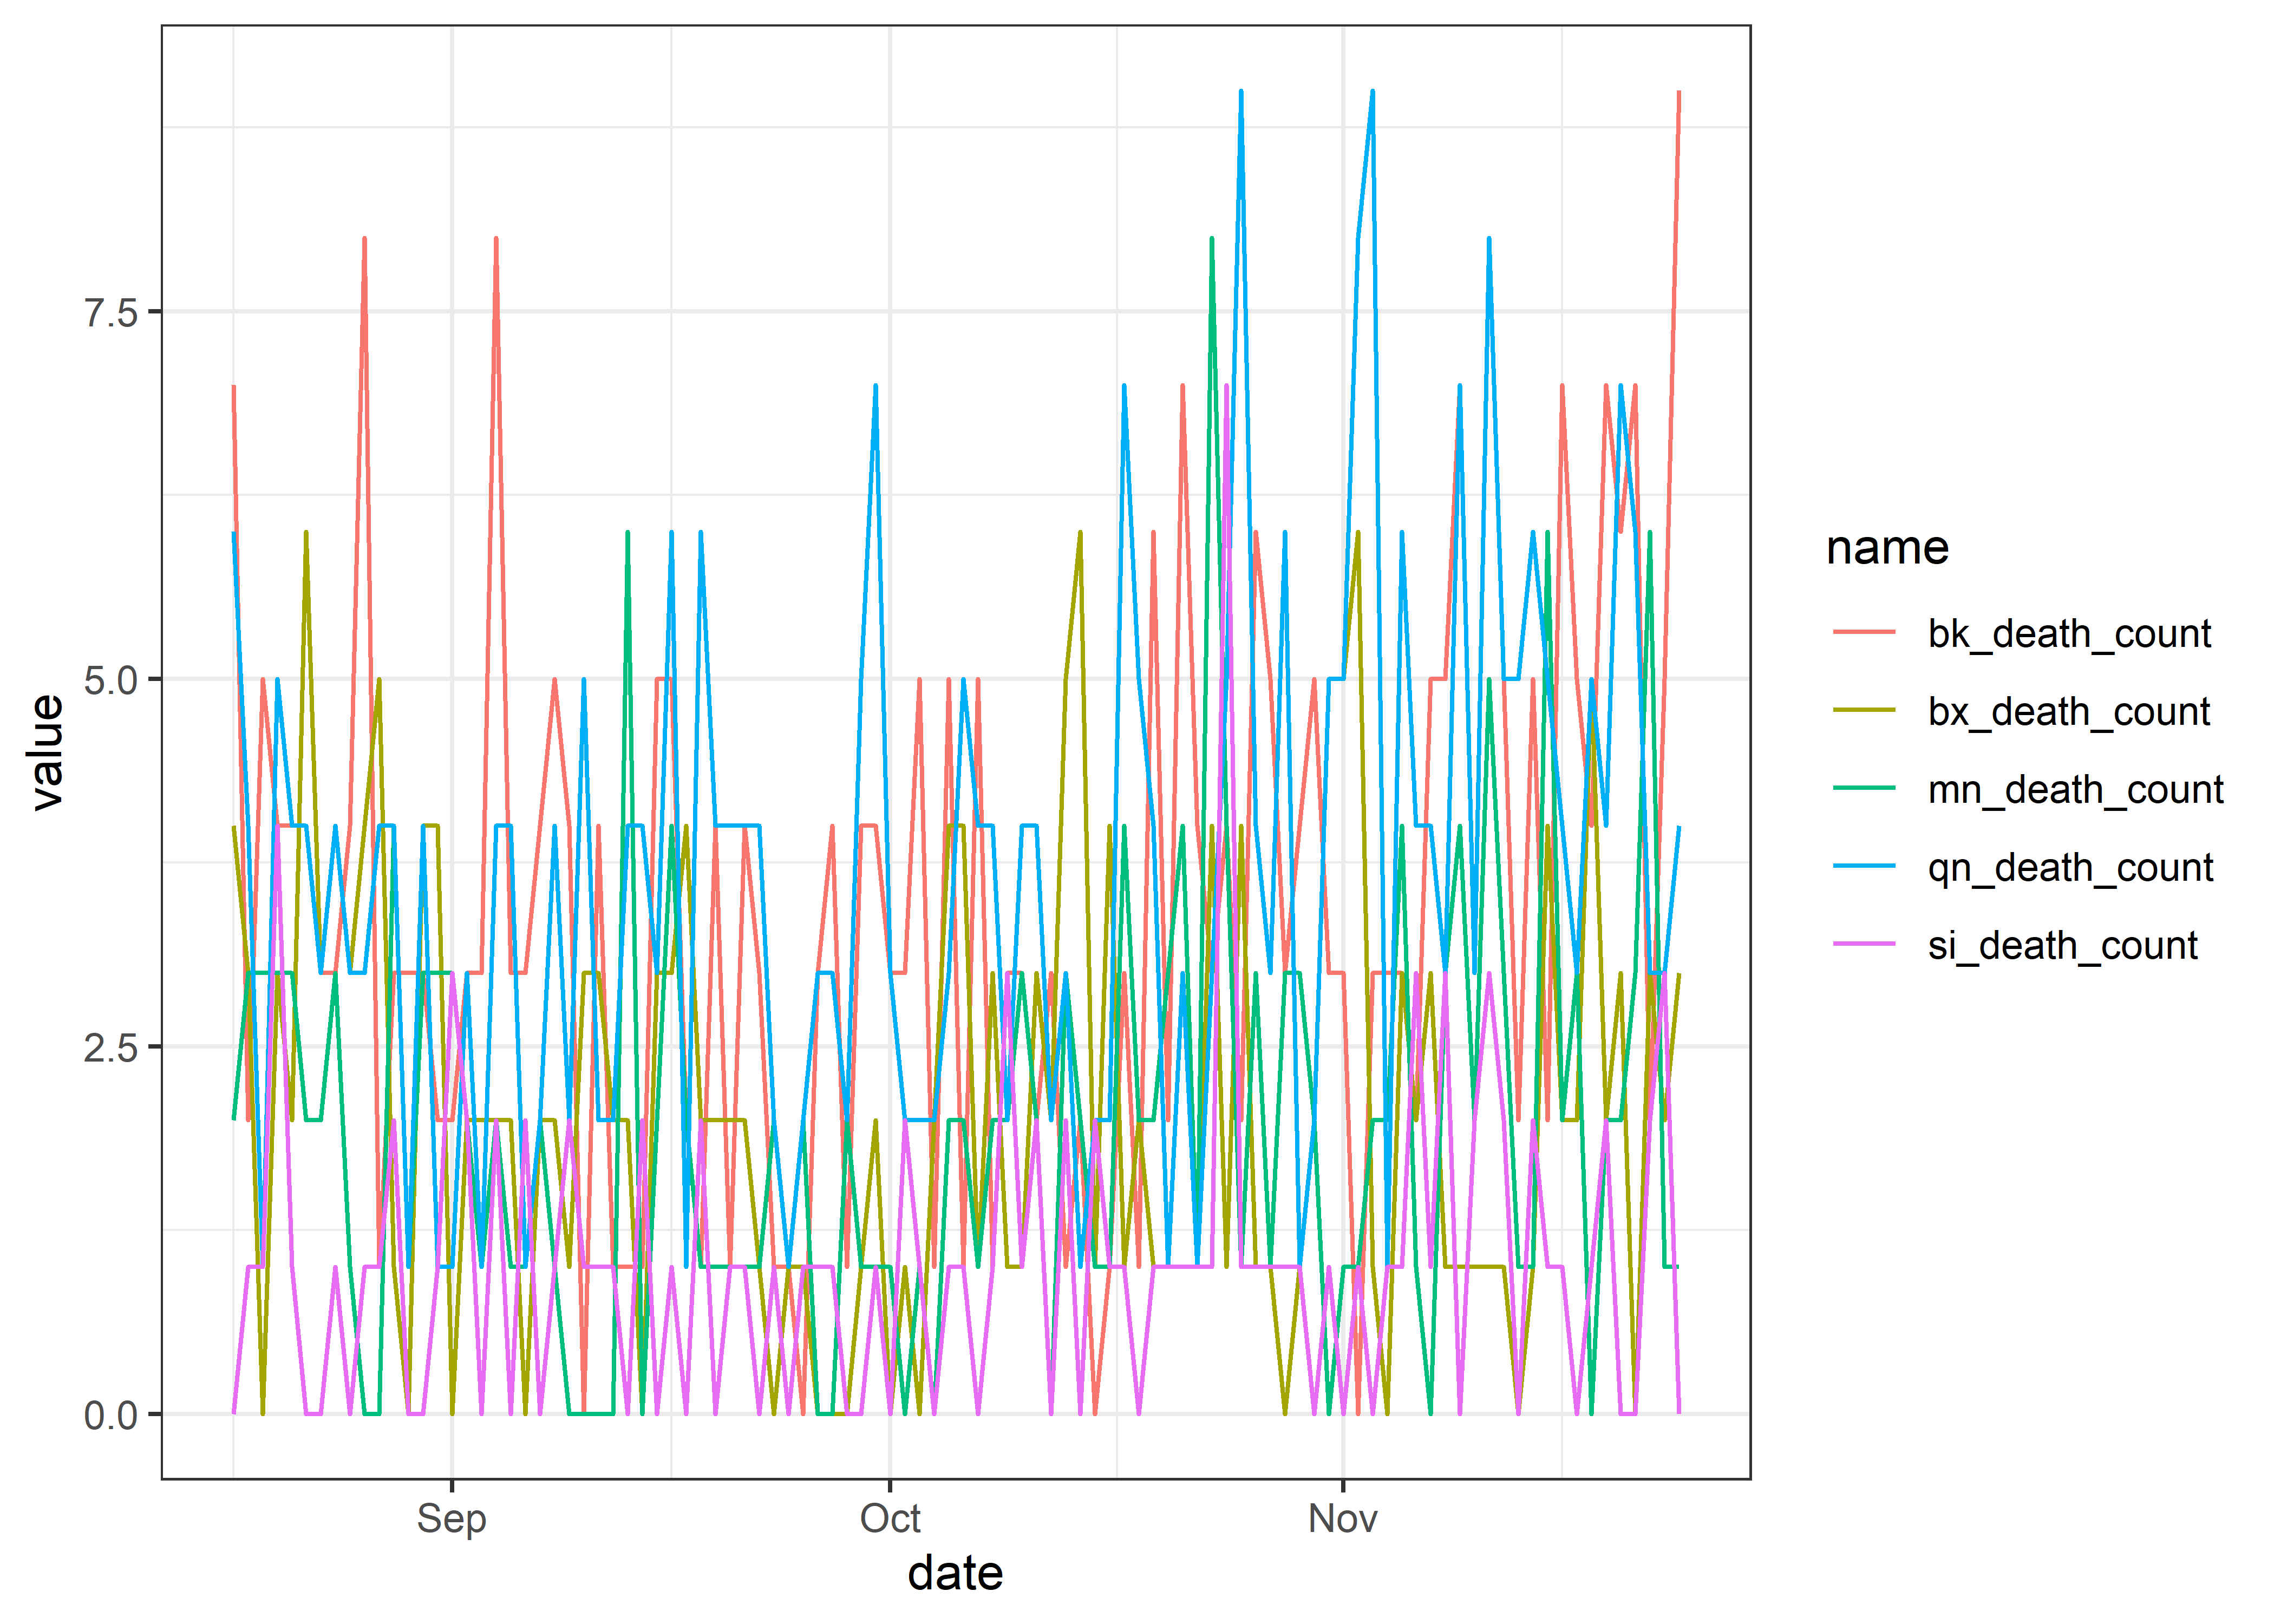 value
7.5
5.0
2.5
0.0
Sep
Oct
Nov
date
name
bk_death_count
bx_death_count
mn_death_count
qn_death_count
si_death_count